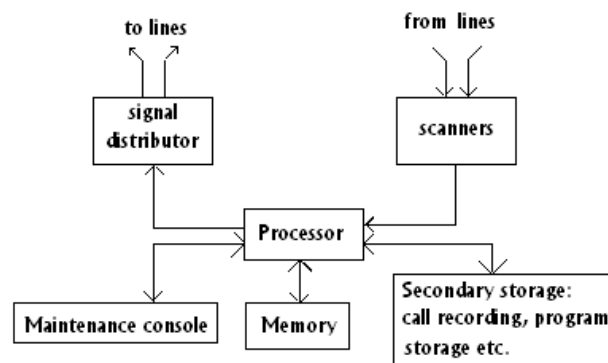 to lines
from lines
signal
distributor
scanners
Processor
Maintenance console
Memory
Secondary storage:
call recording, program
storage etc.